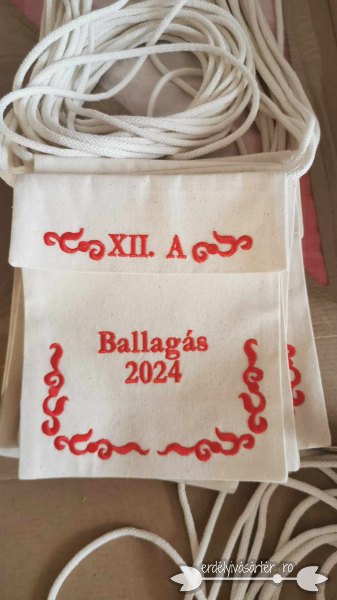 XII. A
Ballagás
2024
erdélyivásártér.ro